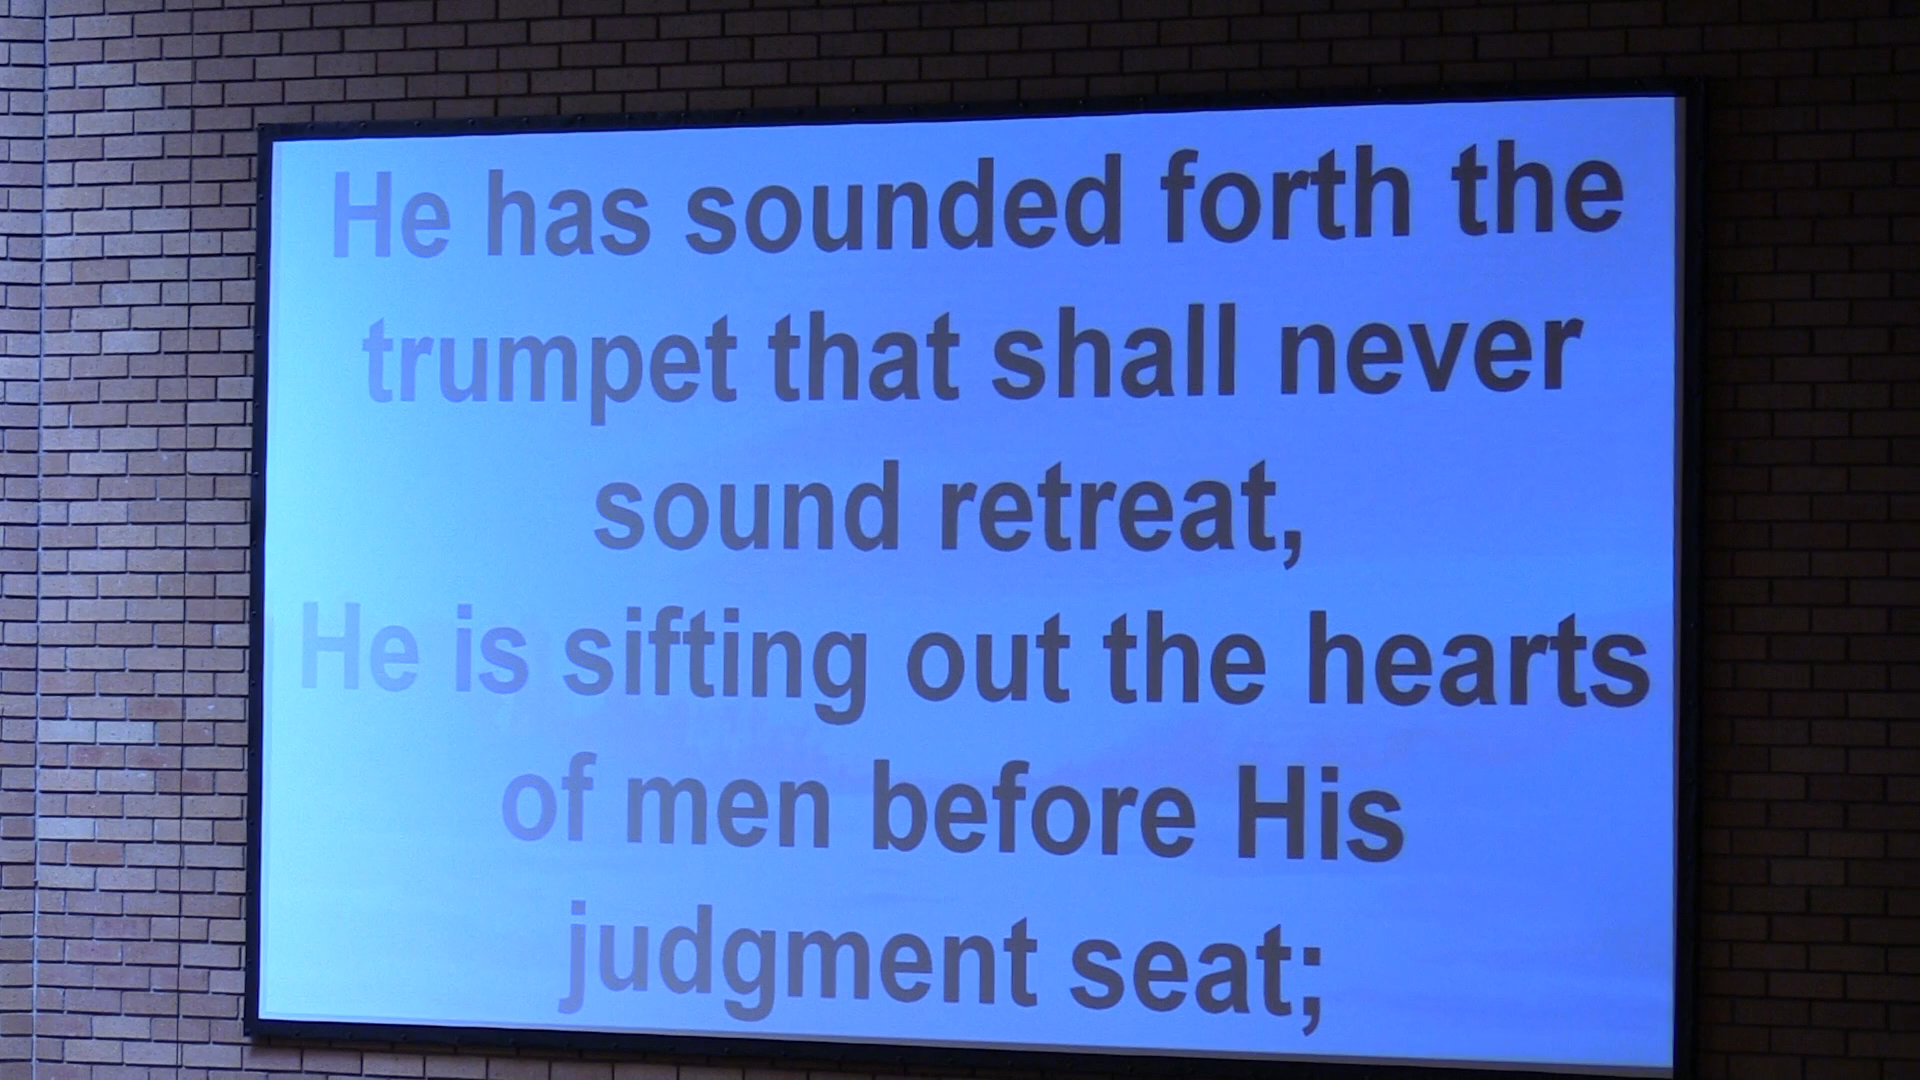 He has sounded forth the
trumpet that shall never
sound retreat,
He is sifting out the hearts
of men before His
judgment seat;